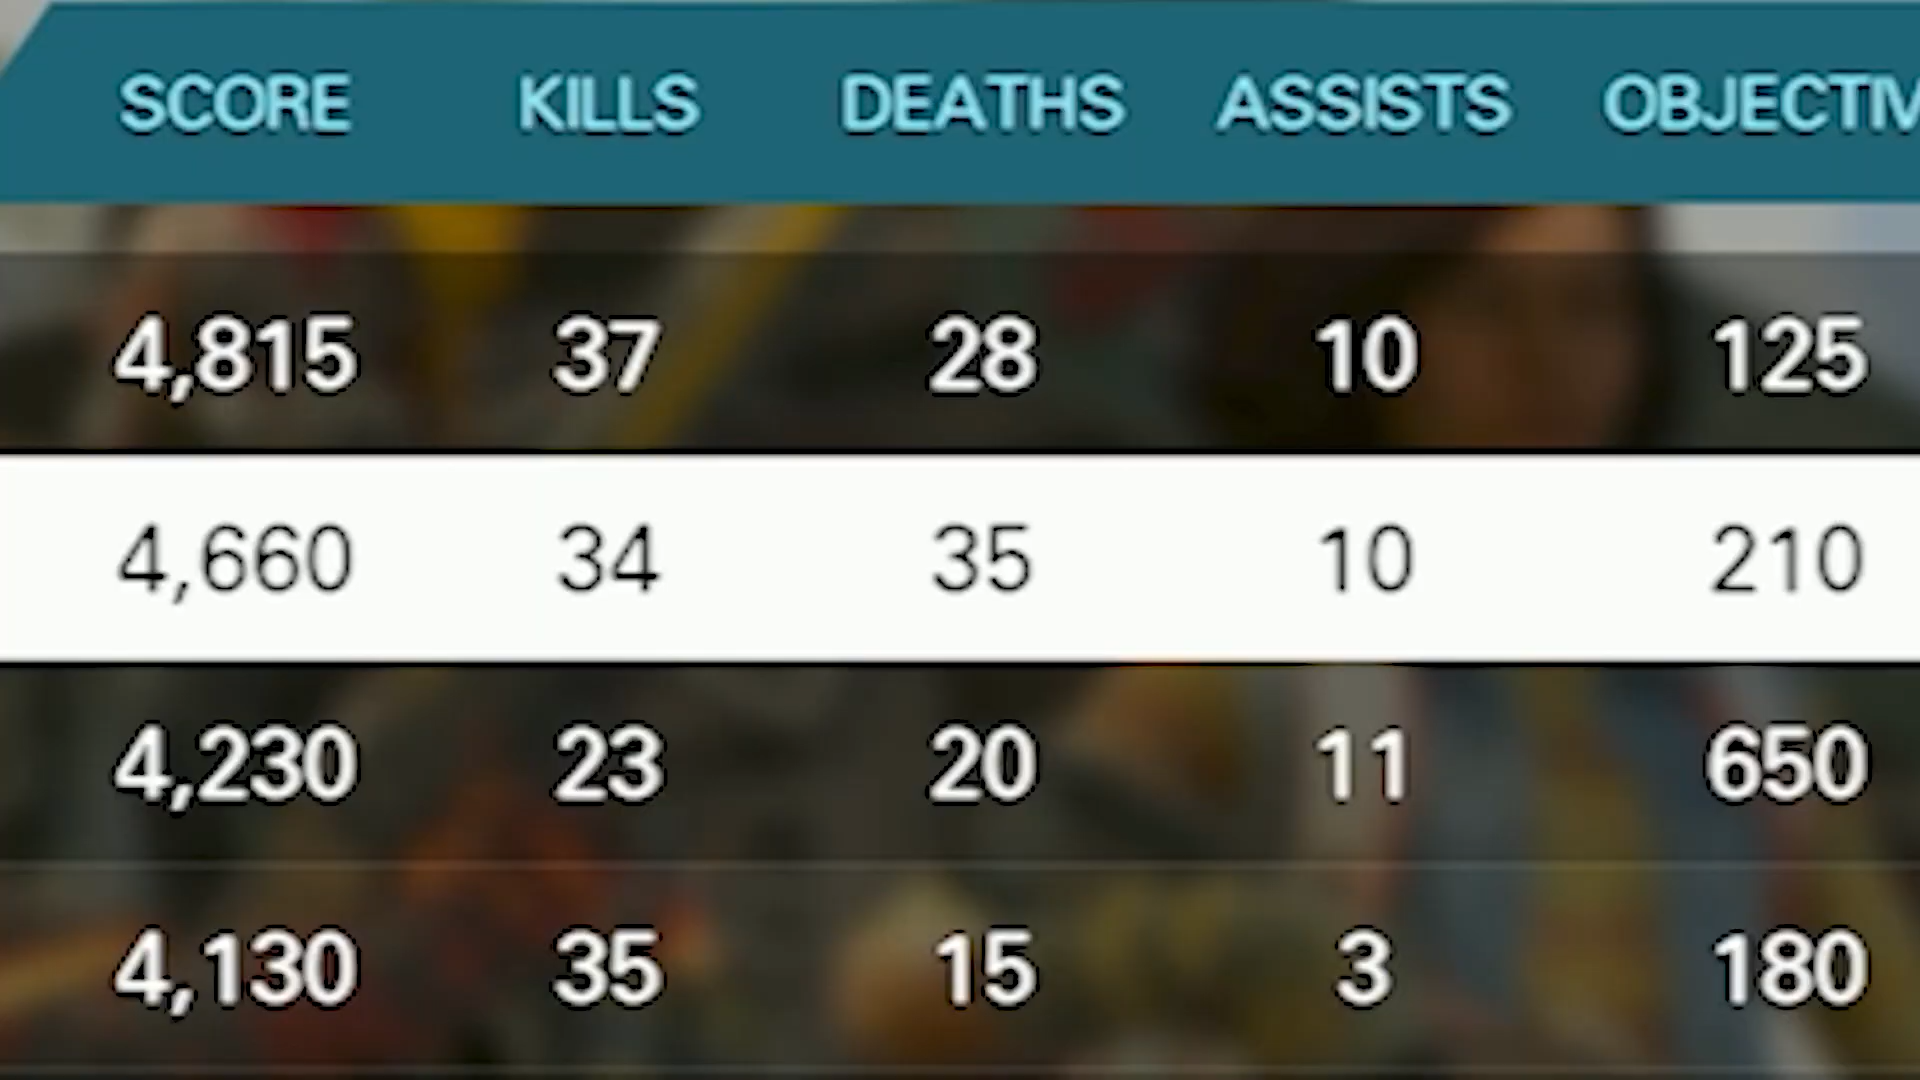 SCORE KILLS DEATHS ASSISTS OBJECTIV
4,815 37 28 10 125
4,660 34 35 10 210
4,230 23 20 11 650
4,130 35 15 3 180